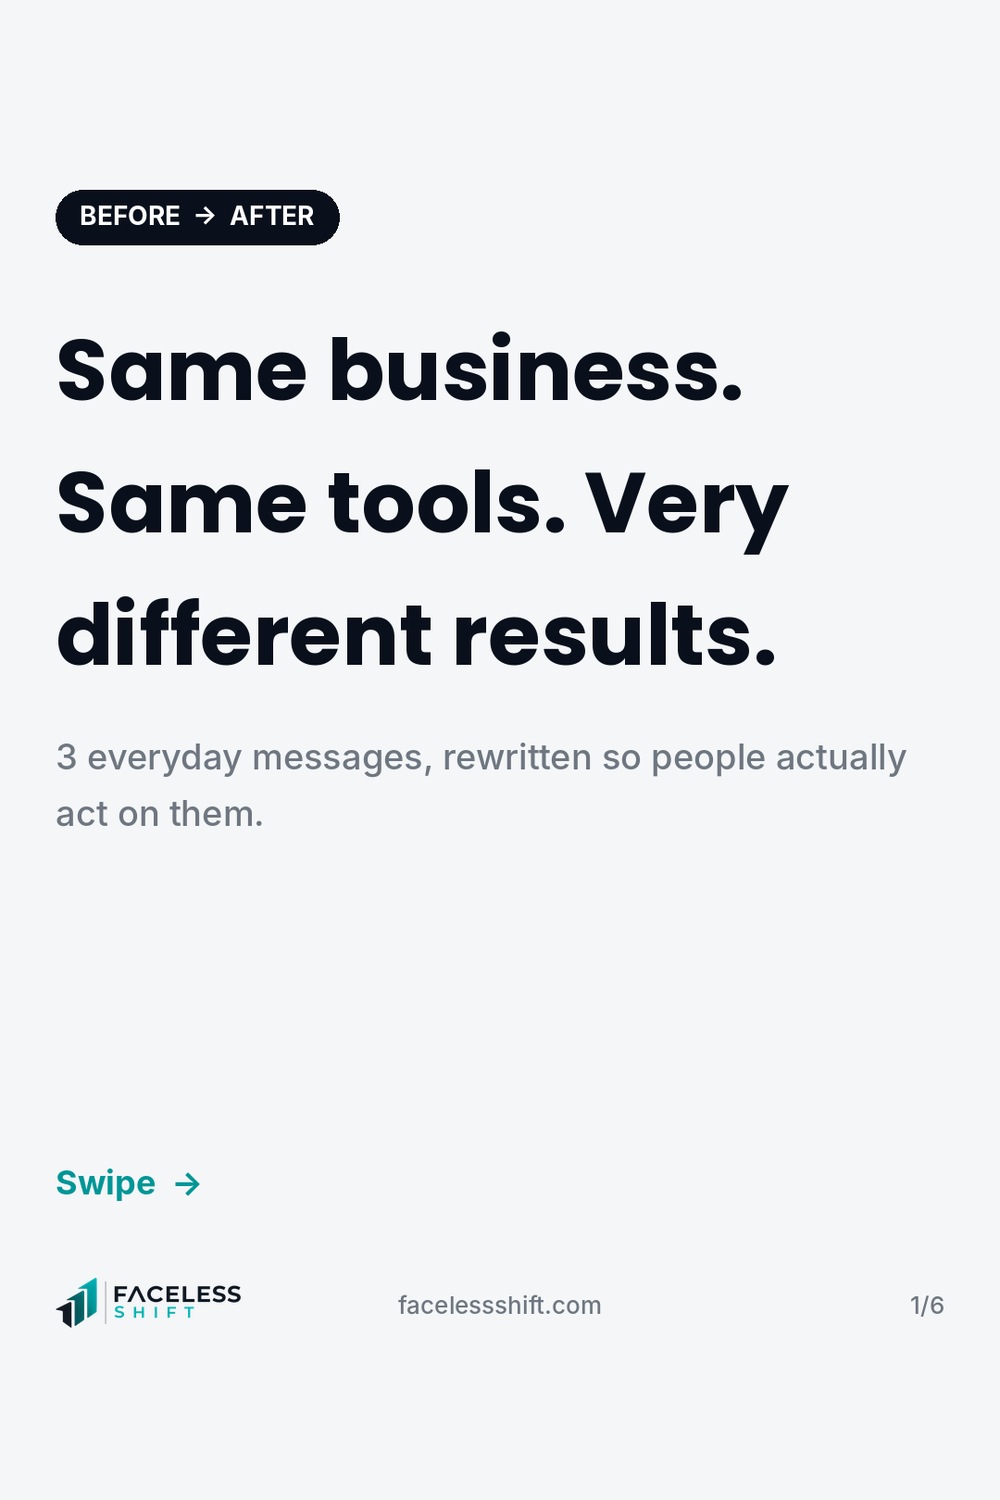 BEFORE → AFTER
Same business.
Same tools. Very
different results.
3 everyday messages, rewritten so people actually
act on them.
Swipe →
FACELESS
SHIFT
facelessshift.com
1/6